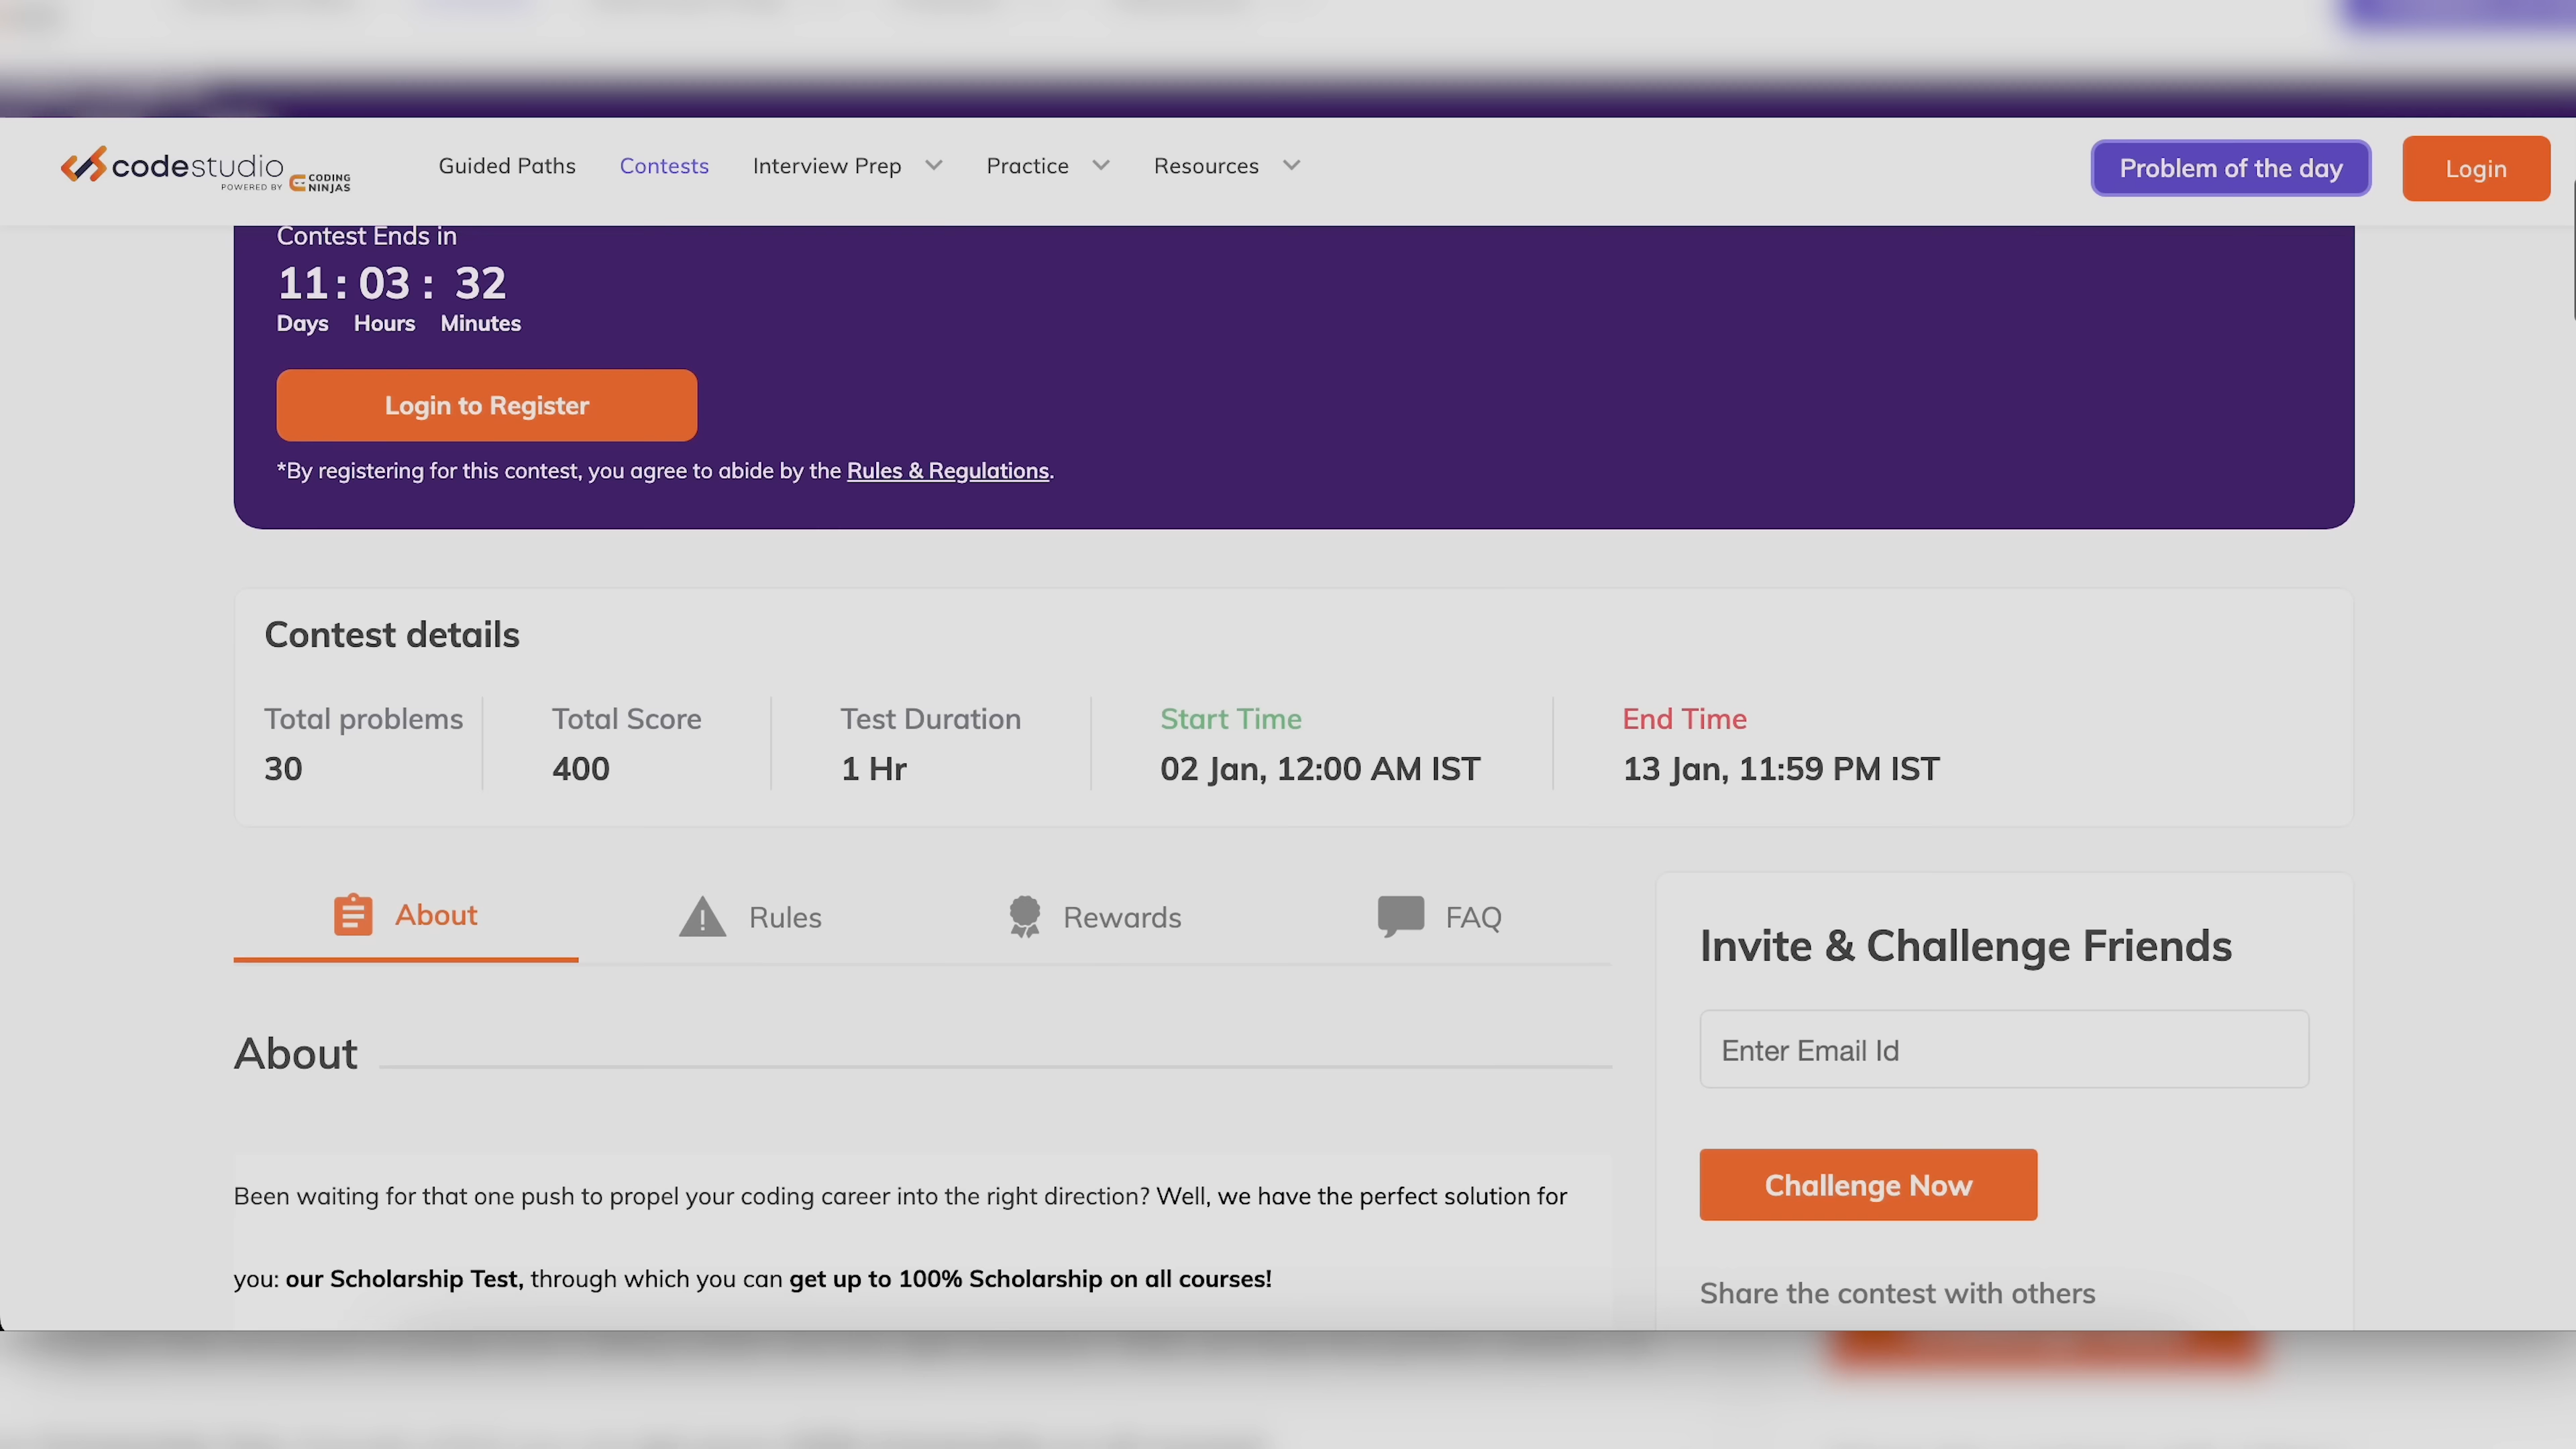 codestudio
POWERED BY CODING NINJAS
Guided Paths
Contests
Interview Prep
Practice
Resources
Problem of the day
Login
Contest Ends in
11 : 03 : 32
Days Hours Minutes
Login to Register
*By registering for this contest, you agree to abide by the Rules & Regulations.
Contest details
Total problems
30
Total Score
400
Test Duration
1 Hr
Start Time
02 Jan, 12:00 AM IST
End Time
13 Jan, 11:59 PM IST
About
Rules
Rewards
FAQ
About
Been waiting for that one push to propel your coding career into the right direction? Well, we have the perfect solution for
you: our Scholarship Test, through which you can get up to 100% Scholarship on all courses!
Invite & Challenge Friends
Enter Email Id
Challenge Now
Share the contest with others